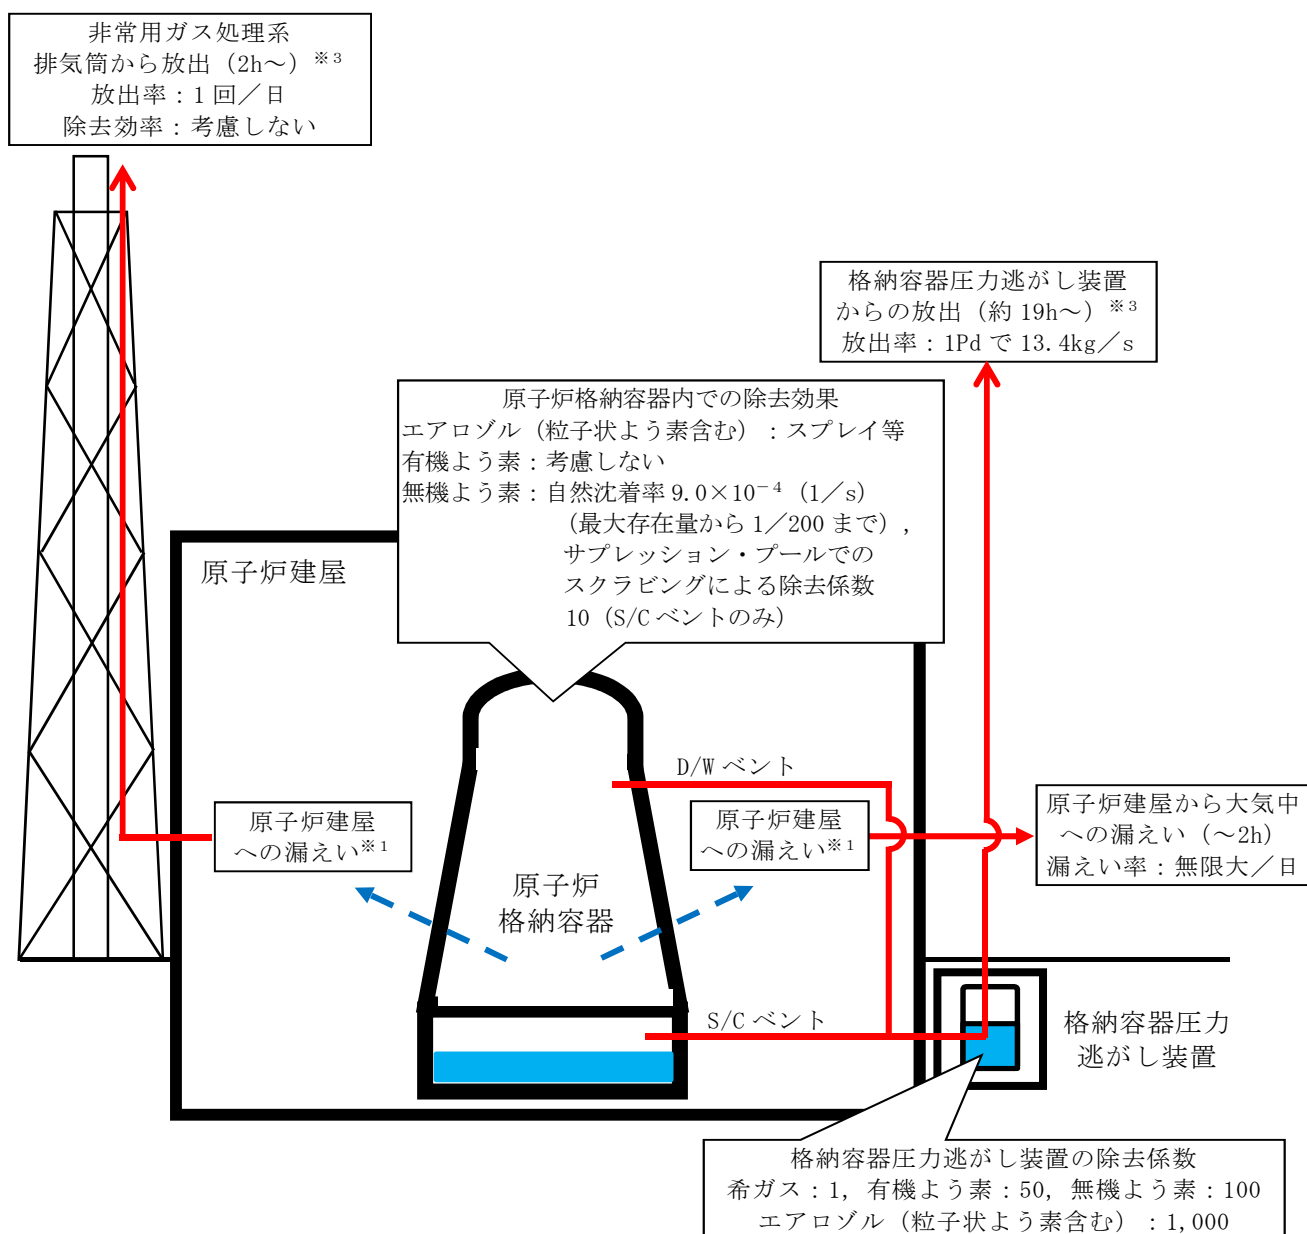 非常用ガス処理系
排気筒から放出（2h～）※3
放出率：1回／日
除去効率：考慮しない
格納容器圧力逃がし装置
からの放出（約19h～）※3
放出率：1Pdで13.4kg／s
原子炉格納容器内での除去効果
エアロゾル（粒子状よう素含む）：スプレイ等
有機よう素：考慮しない
無機よう素：自然沈着率9.0×10－4（1／s）
（最大存在量から1／200まで），
サプレッション・プールでの
スクラビングによる除去係数
10（S/Cベントのみ）
原子炉建屋
D/Wベント
原子炉建屋
への漏えい※1
原子炉建屋
への漏えい※1
原子炉建屋から大気中
への漏えい（～2h）
漏えい率：無限大／日
原子炉
格納容器
S/Cベント
格納容器圧力
逃がし装置
格納容器圧力逃がし装置の除去係数
希ガス：1，有機よう素：50，無機よう素：100
エアロゾル（粒子状よう素含む）：1,000